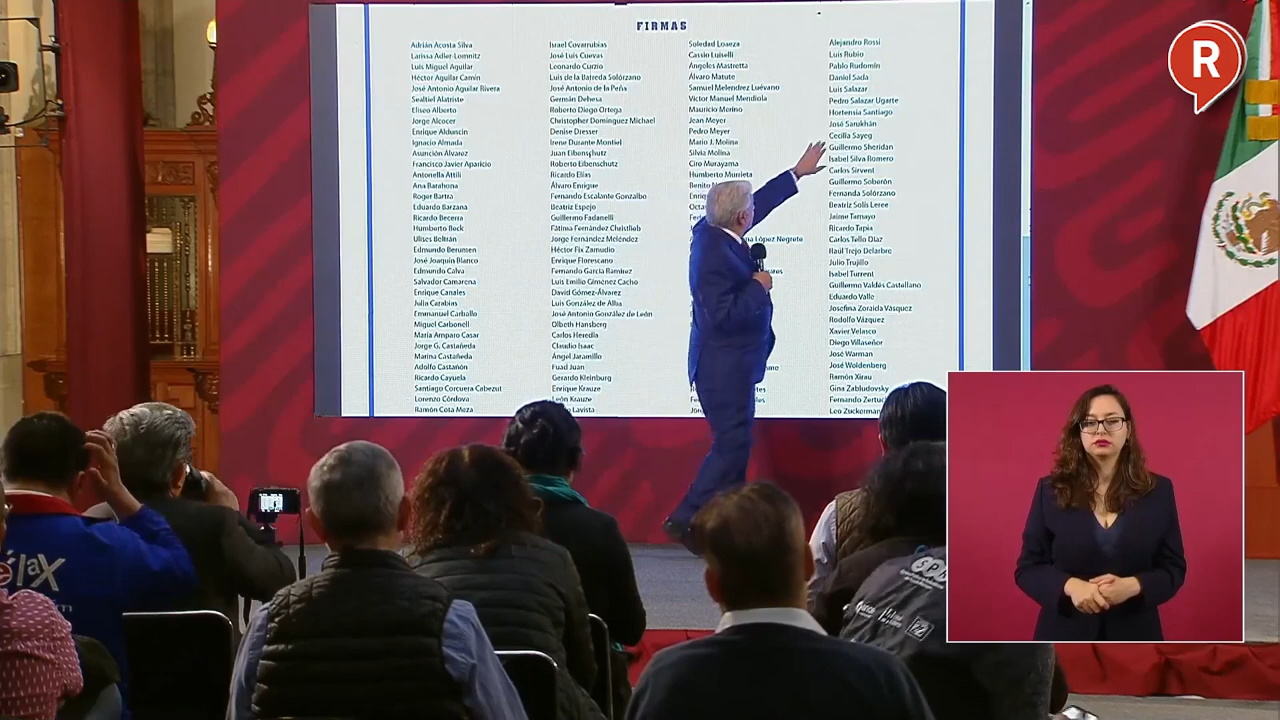 FIRMAS
Adrián Acosta Silva
Larissa Adler-Lomnitz
Luis Miguel Aguilar
Héctor Aguilar Camín
José Antonio Aguilar Rivera
Sealtiel Alatriste
Eliseo Alberto
Jorge Alcocer
Enrique Alduncin
Ignacio Almada
Asunción Álvarez
Francisco Javier Aparicio
Antonella Attili
Ana Barahona
Roger Bartra
Eduardo Barzana
Ricardo Becerra
Humberto Beck
Ulises Beltrán
Edmundo Berumen
José Joaquín Blanco
Edmundo Calva
Salvador Camarena
Enrique Canales
Julia Carabias
Emmanuel Carballo
Miguel Carbonell
María Amparo Casar
Jorge G. Castañeda
Marina Castañeda
Adolfo Castañón
Ricardo Cayuela
Santiago Corcuera Cabezut
Lorenzo Córdova
Ramón Cota Meza
Israel Covarrubias
José Luis Cuevas
Leonardo Curzio
Luis de la Barreda Solórzano
José Antonio de la Peña
Germán Dehesa
Roberto Diego Ortega
Christopher Domínguez Michael
Denise Dresser
Irene Durante Montiel
Juan Eibenschutz
Roberto Eibenschutz
Ricardo Elías
Álvaro Enrigue
Fernando Escalante Gonzalbo
Beatriz Espejo
Guillermo Fadanelli
Fátima Fernández Christlieb
Jorge Fernández Meléndez
Héctor Fix Zamudio
Enrique Florescano
Fernando García Ramírez
Luis Emilio Giménez Cacho
David Gómez-Álvarez
Luis González de Alba
José Antonio González de León
Olbeth Hansberg
Carlos Heredia
Claudio Isaac
Ángel Jaramillo
Fuad Juan
Gerardo Kleinburg
Enrique Krauze
León Krauze
Lavista
Soledad Loaeza
Cassio Luiselli
Ángeles Mastretta
Álvaro Matute
Samuel Melendrez Luévano
Víctor Manuel Mendiola
Mauricio Merino
Jean Meyer
Pedro Meyer
Mario J. Molina
Silvia Molina
Ciro Murayama
Humberto Murrieta
Benito
López Negrete
Alejandro Rossi
Luis Rubio
Pablo Rudomín
Daniel Sada
Luis Salazar
Pedro Salazar Ugarte
Hortensia Santiago
José Sarukhán
Cecilia Sayeg
Guillermo Sheridan
Isabel Silva Romero
Carlos Sirvent
Guillermo Soberón
Fernanda Solórzano
Beatriz Solís Leree
Jaime Tamayo
Ricardo Tapia
Carlos Tello Díaz
Raúl Trejo Delarbre
Julio Trujillo
Isabel Turrent
Guillermo Valdés Castellano
Eduardo Valle
Josefina Zoraida Vásquez
Rodolfo Vázquez
Xavier Velasco
Diego Villaseñor
José Warman
José Woldenberg
Ramón Xirau
Gina Zabludovsky
Fernando
Leo Zuckerman
R